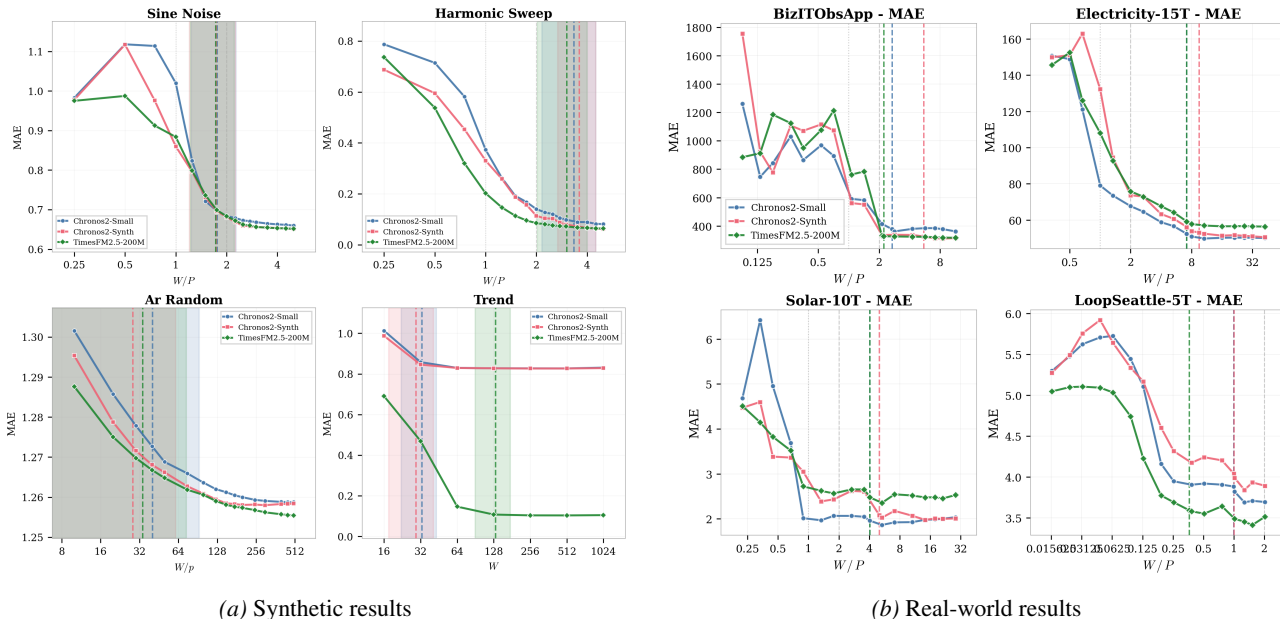 Sine Noise
MAE
1.1
1.0
0.9
0.8
0.7
0.6
Chronos2-Small
Chronos2-Synth
TimesFM2.5-200M
0.25 0.5 1 2 4
W/P
Harmonic Sweep
MAE
0.8
0.6
0.4
0.2
0.0
Chronos2-Small
Chronos2-Synth
TimesFM2.5-200M
0.25 0.5 1 2 4
W/P
Ar Random
MAE
1.30
1.29
1.28
1.27
1.26
1.25
Chronos2-Small
Chronos2-Synth
TimesFM2.5-200M
8 16 32 64 128 256 512
W/p
Trend
MAE
1.0
0.8
0.6
0.4
0.2
0.0
Chronos2-Small
Chronos2-Synth
TimesFM2.5-200M
16 32 64 128 256 512 1024
W
(a) Synthetic results
BizITObsApp - MAE
MAE
1800
1600
1400
1200
1000
800
600
400
Chronos2-Small
Chronos2-Synth
TimesFM2.5-200M
0.125 0.5 2 8
W/P
Electricity-15T - MAE
MAE
160
140
120
100
80
60
0.5 2 8 32
W/P
Solar-10T - MAE
MAE
6
5
4
3
2
0.25 0.5 1 2 4 8 16 32
W/P
LoopSeattle-5T - MAE
MAE
6.0
5.5
5.0
4.5
4.0
3.5
0.015625 0.03125 0.0625 0.125 0.25 0.5 1 2
W/P
(b) Real-world results